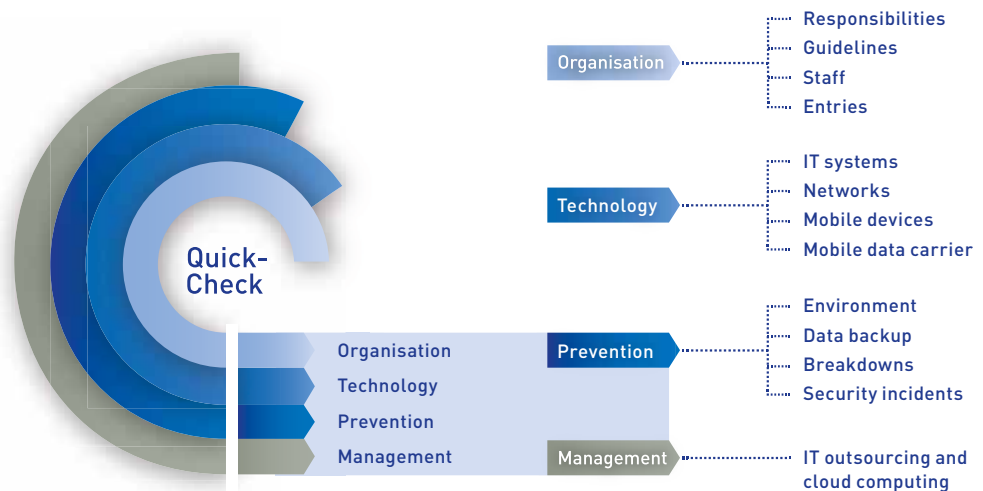 Quick-
Check
Organisation
Technology
Prevention
Management
Organisation
Responsibilities
Guidelines
Staff
Entries
Technology
IT systems
Networks
Mobile devices
Mobile data carrier
Prevention
Environment
Data backup
Breakdowns
Security incidents
Management
IT outsourcing and
cloud computing